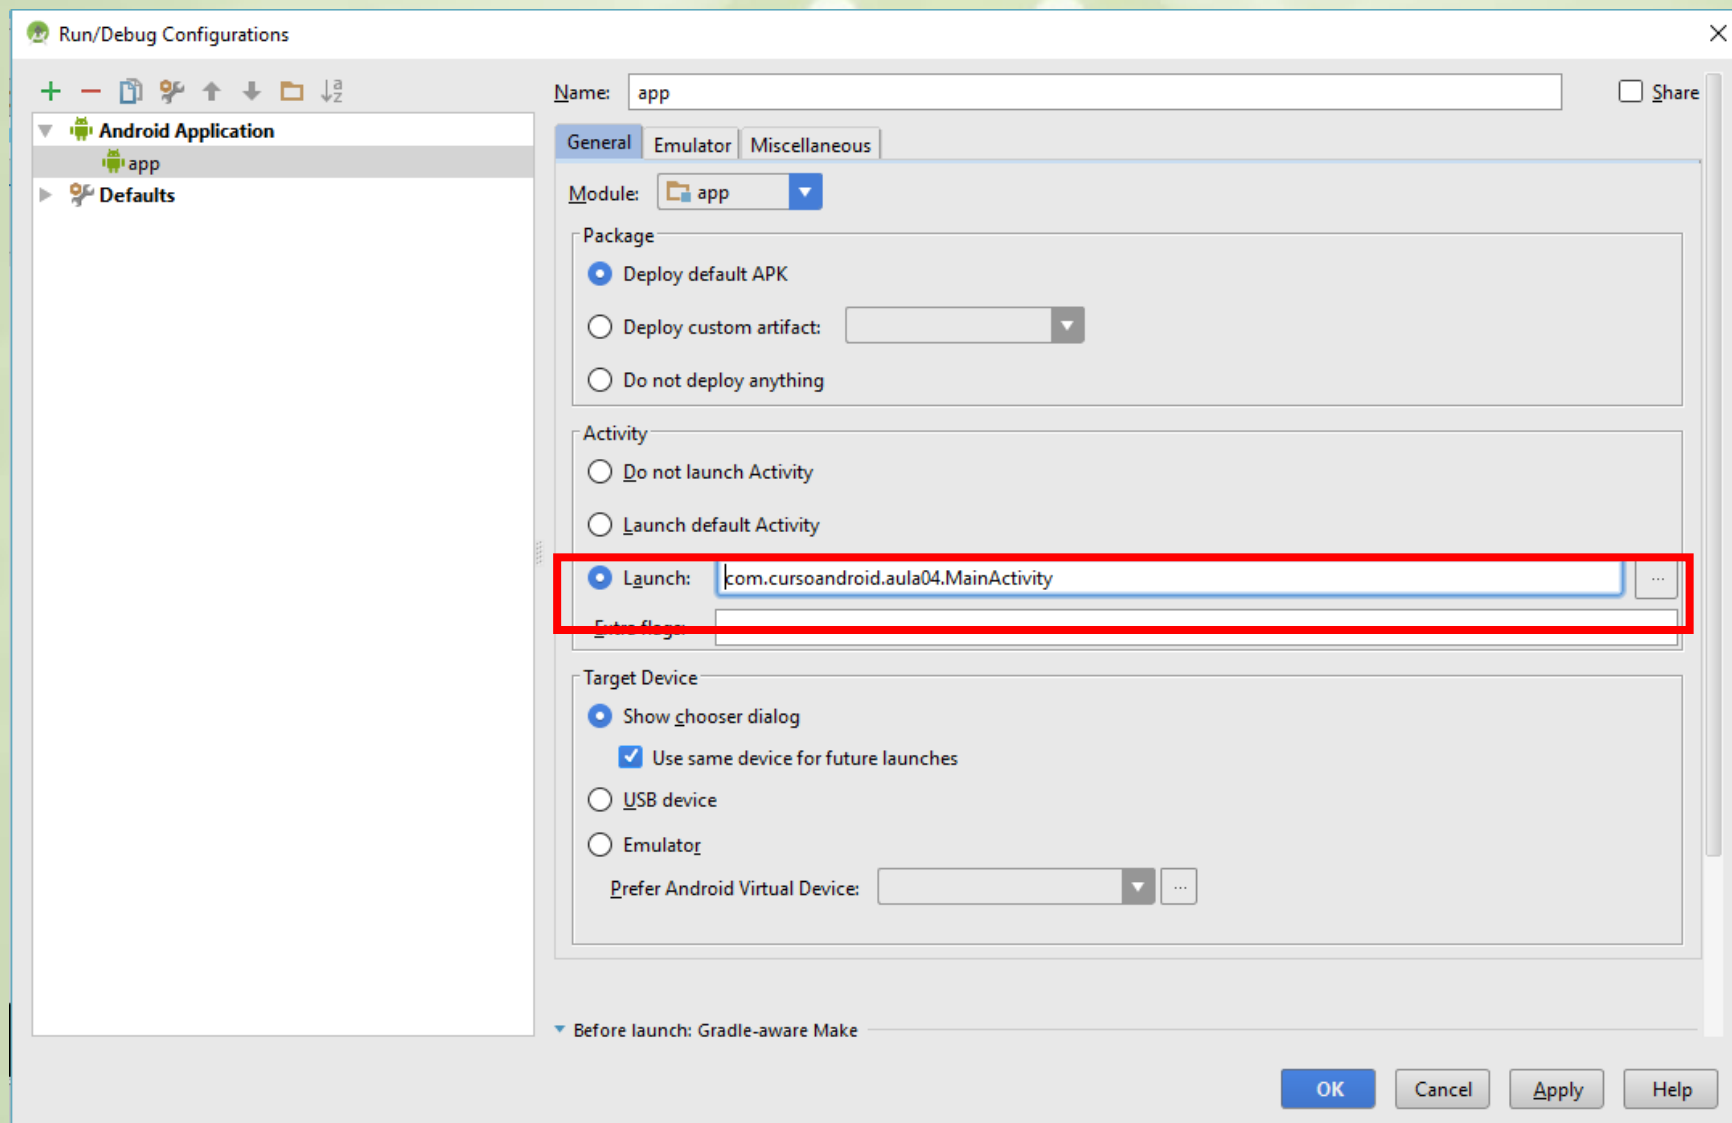 Run/Debug Configurations
Name: app
Share
Android Application
app
Defaults
General Emulator Miscellaneous
Module: app
Package
Deploy default APK
Deploy custom artifact:
Do not deploy anything
Activity
Do not launch Activity
Launch default Activity
Launch: com.cursoandroid.aula04.MainActivity ...
Extra flags:
Target Device
Show chooser dialog
Use same device for future launches
USB device
Emulator
Prefer Android Virtual Device: ...
Before launch: Gradle-aware Make
OK Cancel Apply Help